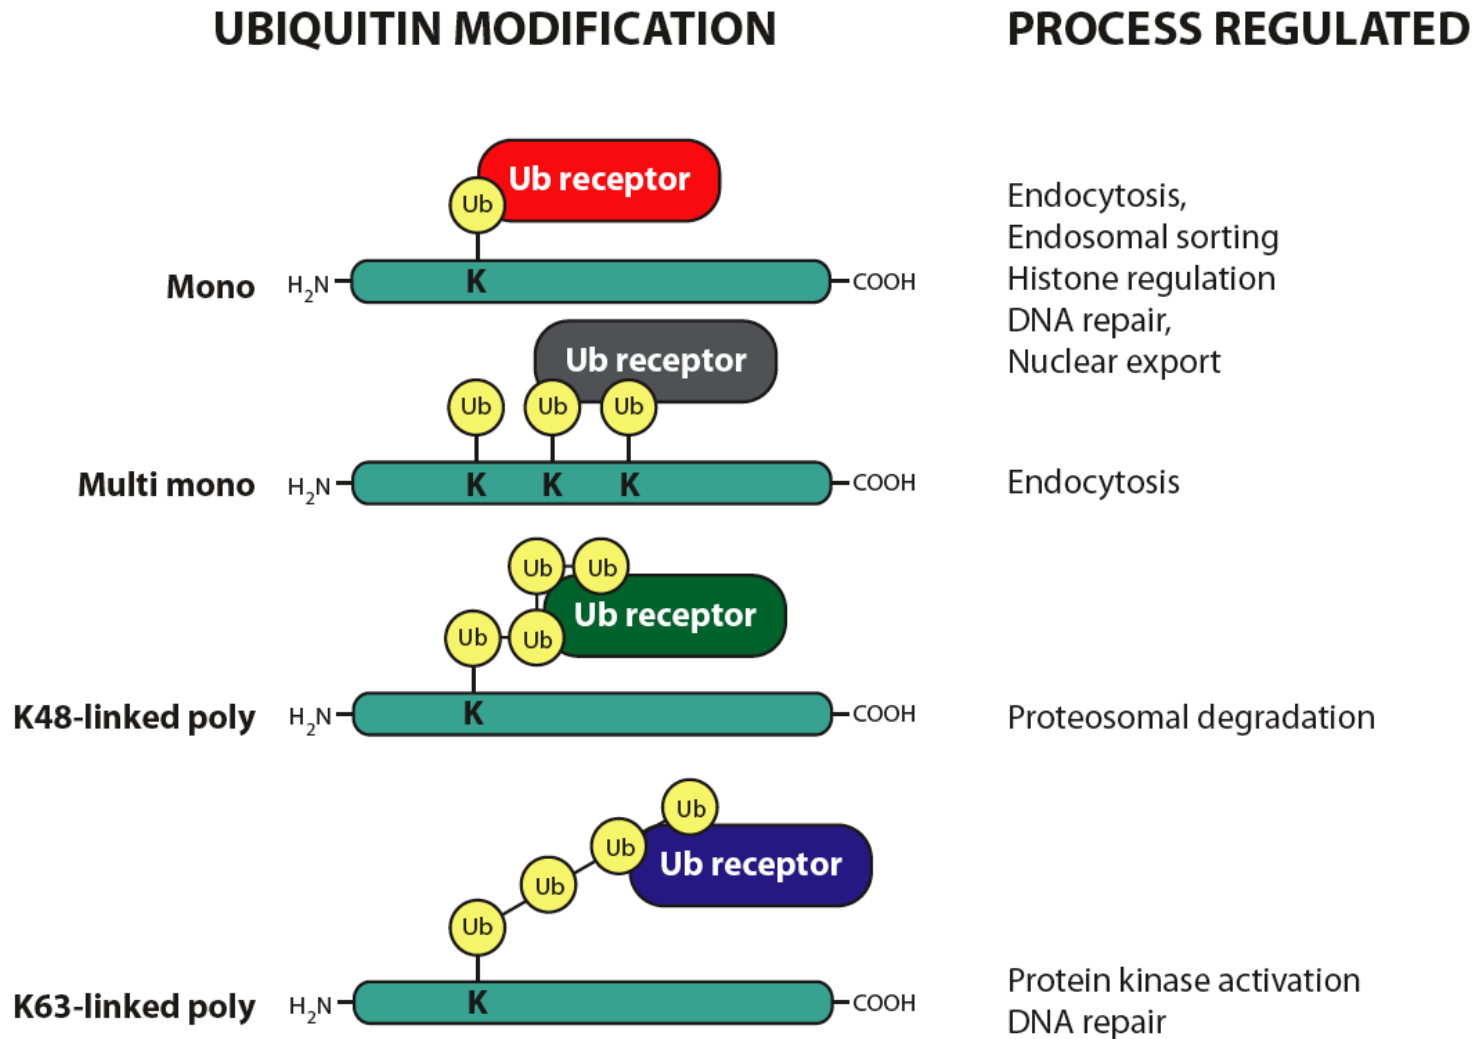 UBIQUITIN MODIFICATION
PROCESS REGULATED
Ub receptor
Ub
Mono
H2N
K
COOH
Endocytosis,
Endosomal sorting
Histone regulation
DNA repair,
Nuclear export
Ub receptor
Ub
Ub
Ub
Multi mono
H2N
K
K
K
COOH
Endocytosis
Ub
Ub
Ub receptor
Ub
Ub
K48-linked poly
H2N
K
COOH
Proteosomal degradation
Ub
Ub
Ub receptor
Ub
Ub
K63-linked poly
H2N
K
COOH
Protein kinase activation
DNA repair